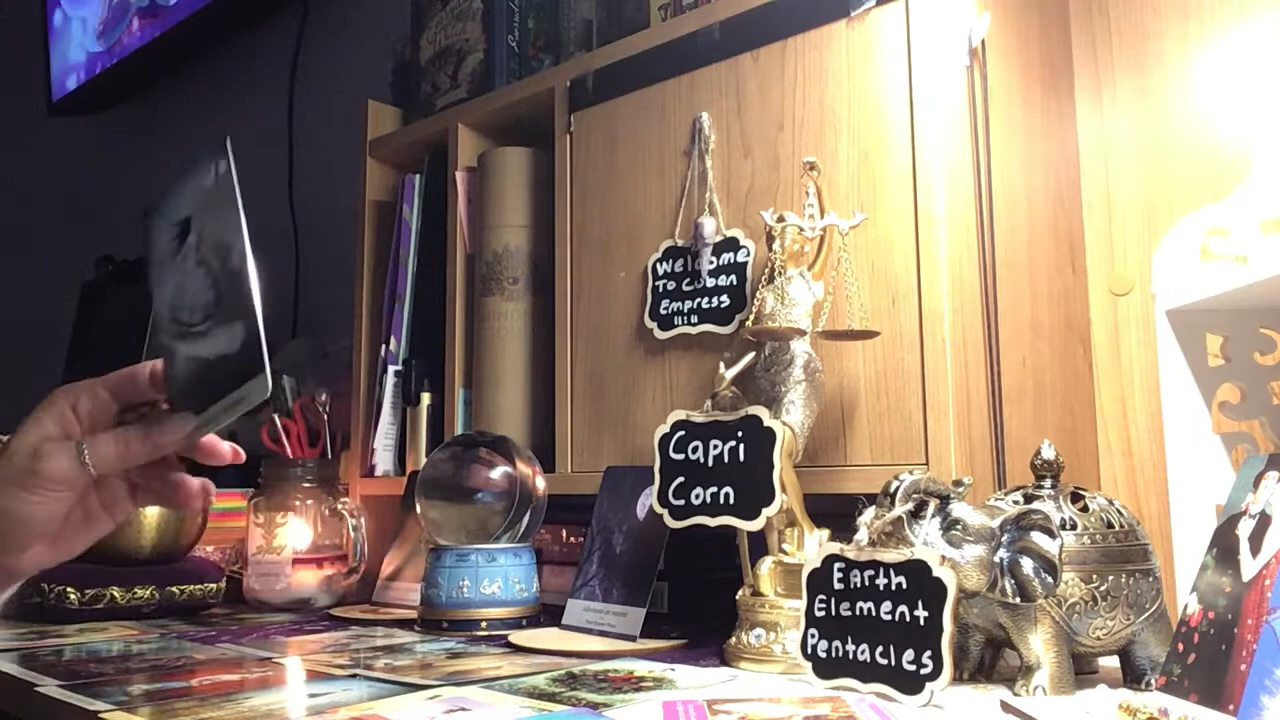 Welcome
To Cuban
Empress
11:11
Capri
Corn
Earth
Element
Pentacles